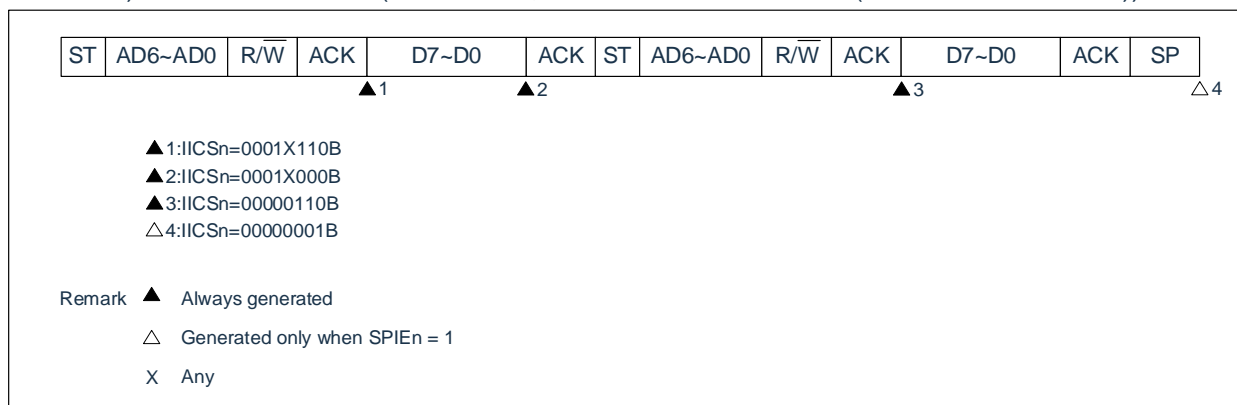 ST AD6~AD0 R/W̅ ACK D7~D0 ACK ST AD6~AD0 R/W̅ ACK D7~D0 ACK SP
▲1 ▲2 ▲3 △4
▲1:IICSn=0001X110B
▲2:IICSn=0001X000B
▲3:IICSn=00000110B
△4:IICSn=00000001B
Remark ▲ Always generated
△ Generated only when SPIEn = 1
X Any